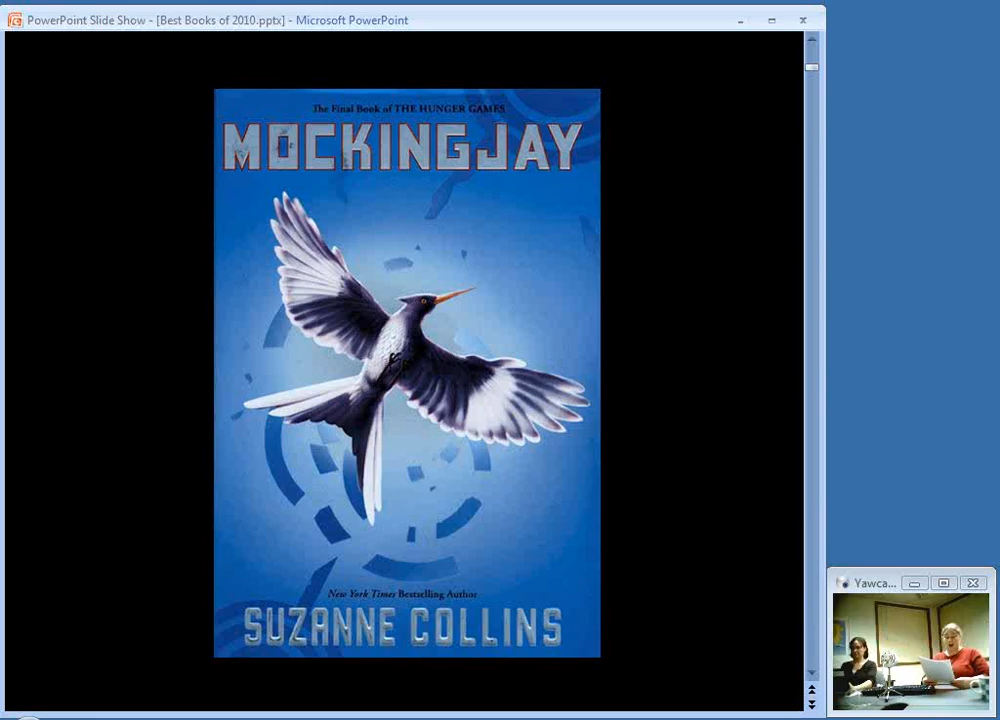 PowerPoint Slide Show - [Best Books of 2010.pptx] - Microsoft PowerPoint
The Final Book of THE HUNGER GAMES
MOCKINGJAY
New York Times Bestselling Author
SUZANNE COLLINS
Yawca...